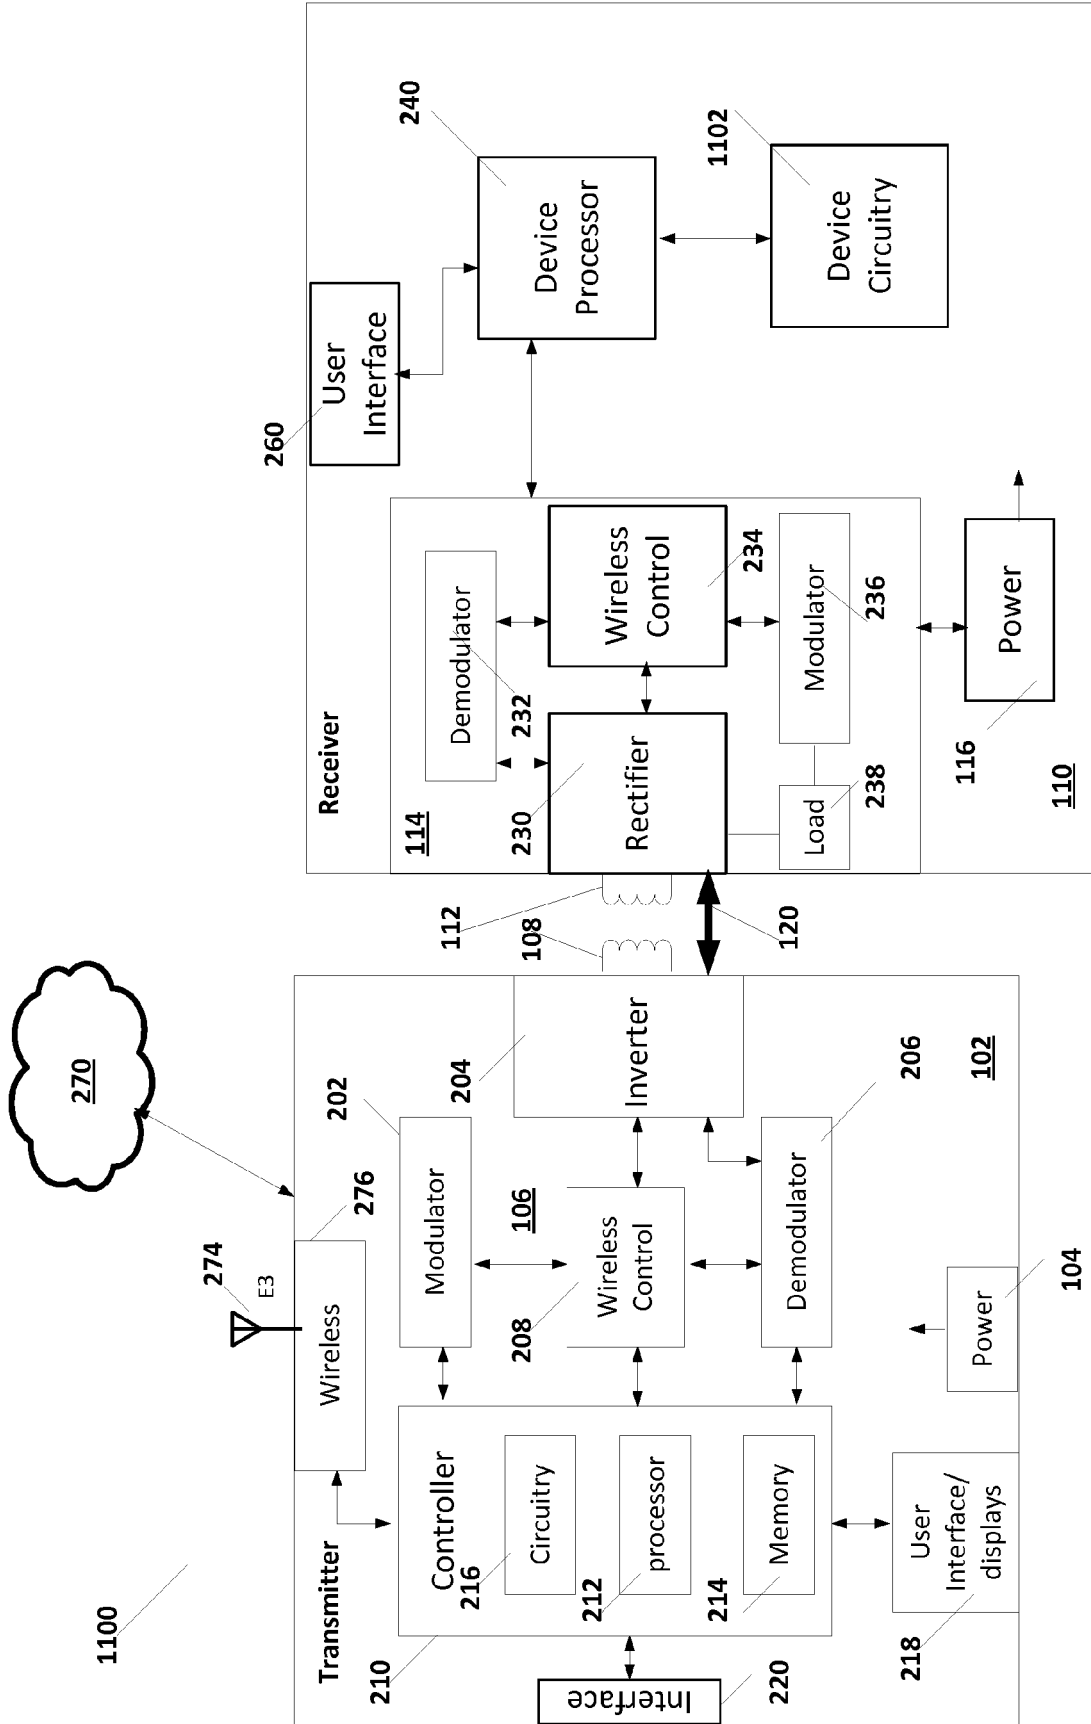 1100
270
274
E3
276
Wireless
Transmitter
210
Controller
216
Circuitry
212
processor
214
Memory
Interface
220
218
User
Interface/
displays
202
Modulator
106
208
Wireless
Control
204
Inverter
206
Demodulator
104
Power
102
108
112
120
Receiver
114
232
Demodulator
230
Rectifier
234
Wireless
Control
236
Modulator
238
Load
116
Power
110
260
User
Interface
240
Device
Processor
1102
Device
Circuitry